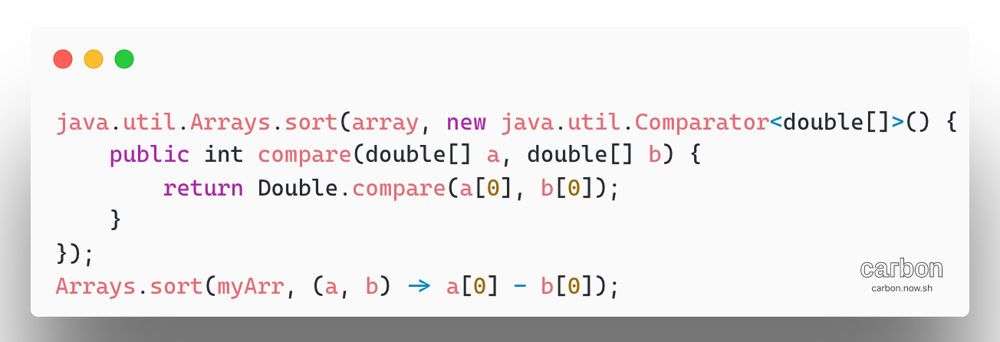 java.util.Arrays.sort(array, new java.util.Comparator<double[]>() {
    public int compare(double[] a, double[] b) {
        return Double.compare(a[0], b[0]);
    }
});
Arrays.sort(myArr, (a, b) -> a[0] - b[0]);
carbon
carbon.now.sh